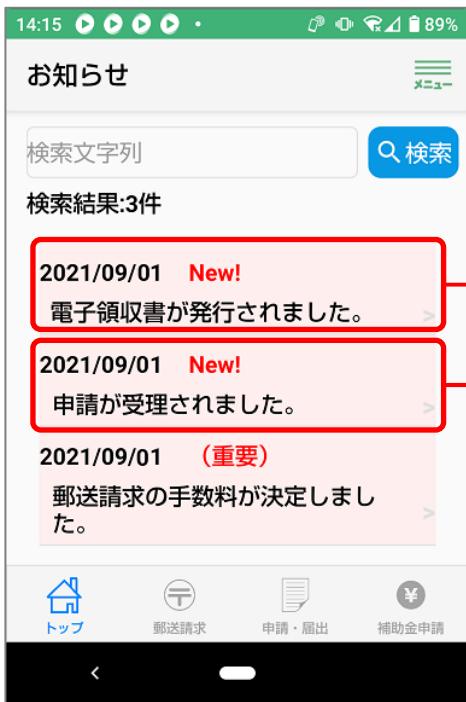 14:15 89%
お知らせ
メニュー
検索文字列
検索
検索結果:3件
2021/09/01 New!
電子領収書が発行されました。 >
2021/09/01 New!
申請が受理されました。 >
2021/09/01 （重要）
郵送請求の手数料が決定しまし >
た。
トップ 郵送請求 申請・届出 補助金申請